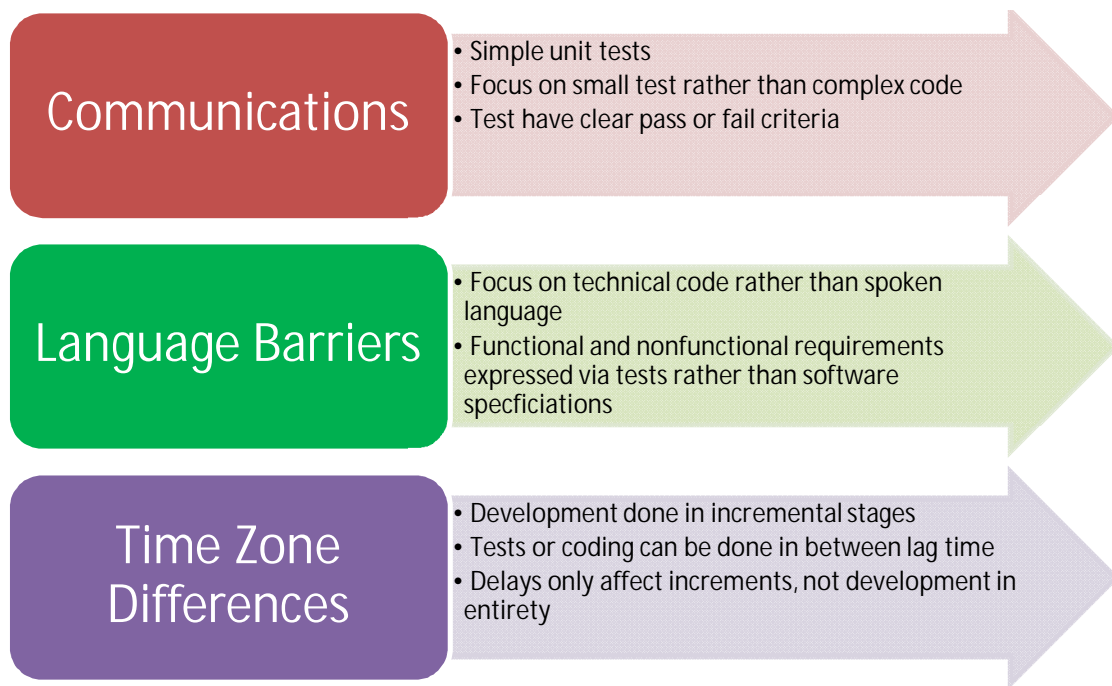 Communications
• Simple unit tests
• Focus on small test rather than complex code
• Test have clear pass or fail criteria
Language Barriers
• Focus on technical code rather than spoken
language
• Functional and nonfunctional requirements
expressed via tests rather than software
specficiations
Time Zone
Differences
• Development done in incremental stages
• Tests or coding can be done in between lag time
• Delays only affect increments, not development in
entirety